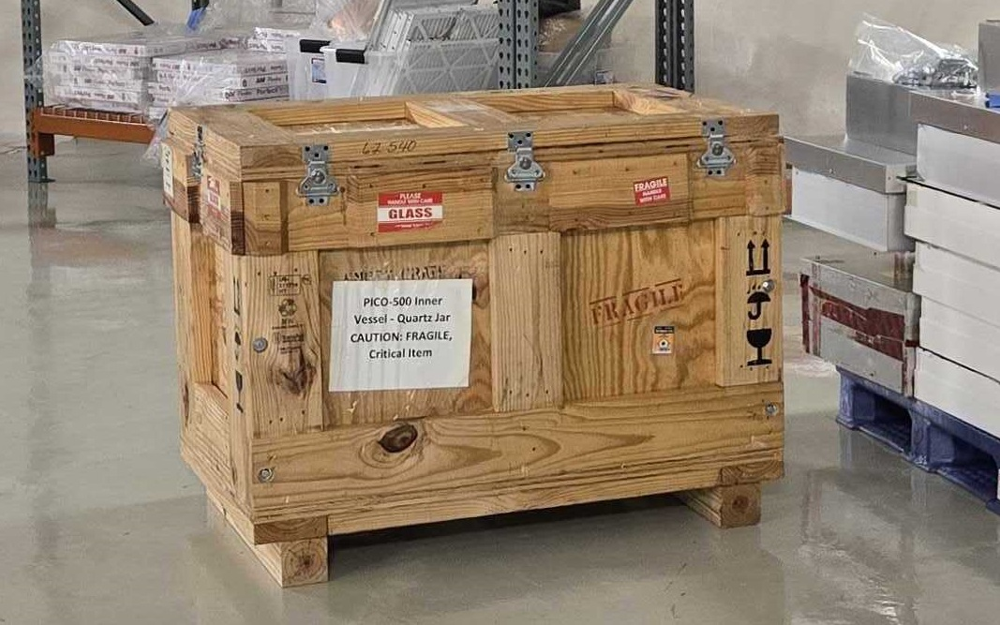 62 540
PLEASE
HANDLE WITH CARE
GLASS
FRAGILE
HANDLE
WITH CARE
PICO-500 Inner
Vessel - Quartz Jar
CAUTION: FRAGILE,
Critical Item
FRAGILE